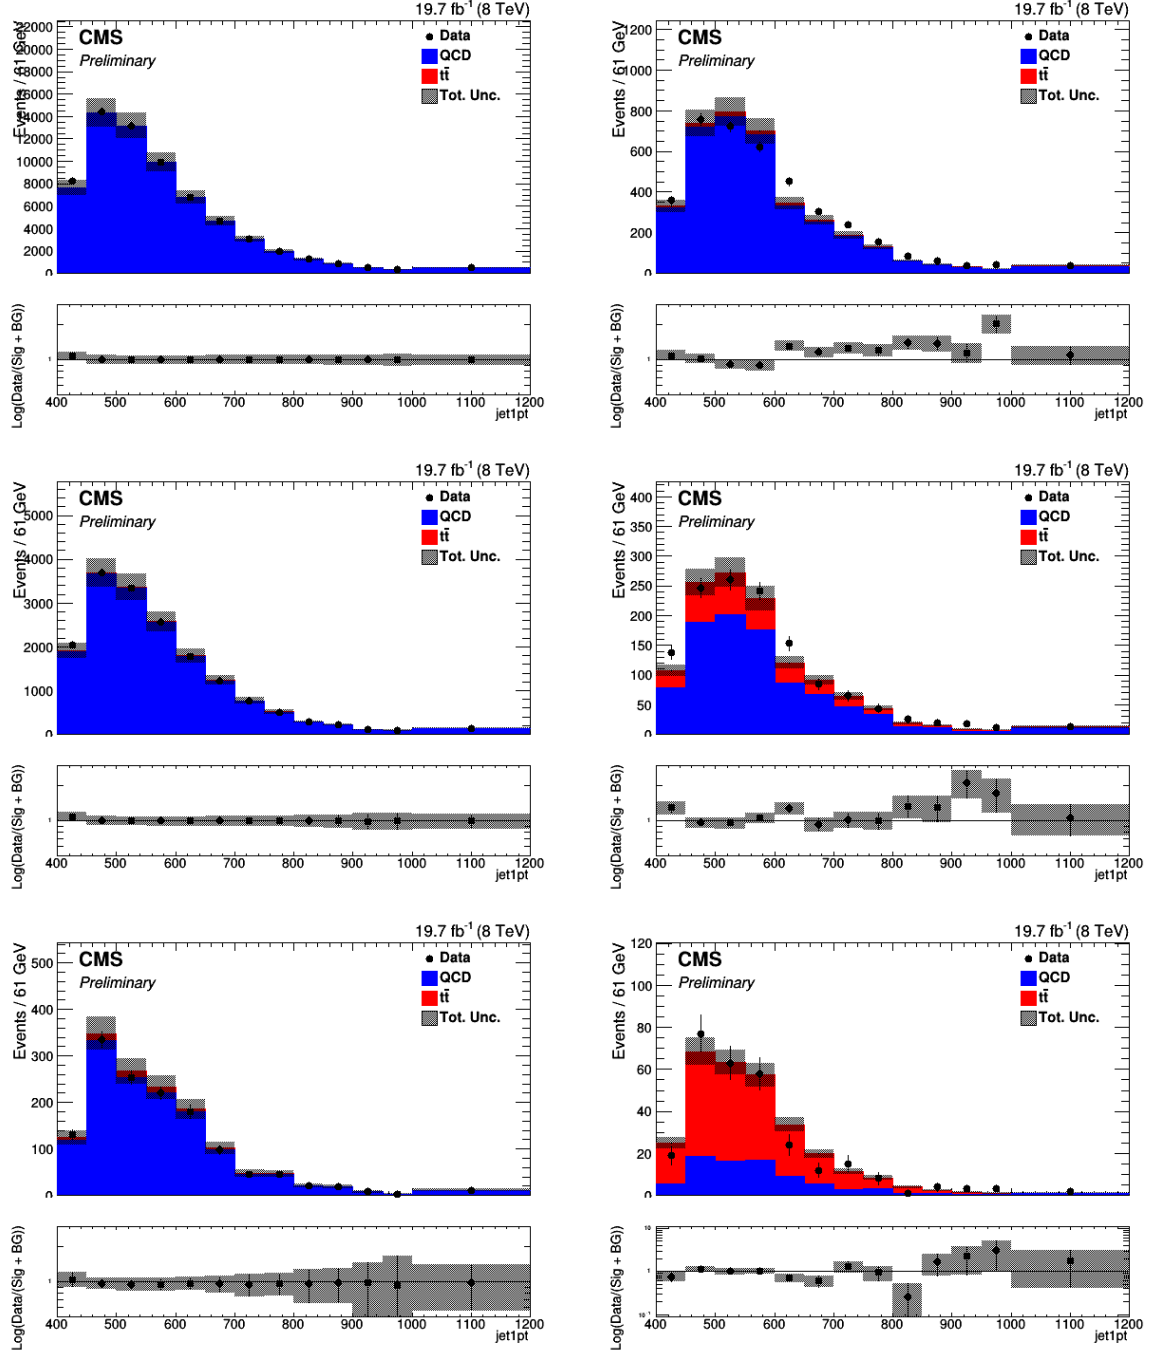 19.7 fb⁻¹ (8 TeV)
CMS
Preliminary
Data
QCD
tt̄
Tot. Unc.
Events / 61 GeV
22000
20000
18000
16000
14000
12000
10000
8000
6000
4000
2000
0
Log(Data/(Sig + BG))
1
400 500 600 700 800 900 1000 1100 1200
jet1pt
19.7 fb⁻¹ (8 TeV)
CMS
Preliminary
Data
QCD
tt̄
Tot. Unc.
Events / 61 GeV
1200
1000
800
600
400
200
0
Log(Data/(Sig + BG))
1
400 500 600 700 800 900 1000 1100 1200
jet1pt
19.7 fb⁻¹ (8 TeV)
CMS
Preliminary
Data
QCD
tt̄
Tot. Unc.
Events / 61 GeV
5000
4000
3000
2000
1000
0
Log(Data/(Sig + BG))
1
400 500 600 700 800 900 1000 1100 1200
jet1pt
19.7 fb⁻¹ (8 TeV)
CMS
Preliminary
Data
QCD
tt̄
Tot. Unc.
Events / 61 GeV
400
350
300
250
200
150
100
50
0
Log(Data/(Sig + BG))
1
400 500 600 700 800 900 1000 1100 1200
jet1pt
19.7 fb⁻¹ (8 TeV)
CMS
Preliminary
Data
QCD
tt̄
Tot. Unc.
Events / 61 GeV
500
400
300
200
100
0
Log(Data/(Sig + BG))
1
400 500 600 700 800 900 1000 1100 1200
jet1pt
19.7 fb⁻¹ (8 TeV)
CMS
Preliminary
Data
QCD
tt̄
Tot. Unc.
Events / 61 GeV
120
100
80
60
40
20
0
Log(Data/(Sig + BG))
10
1
10⁻¹
400 500 600 700 800 900 1000 1100 1200
jet1pt